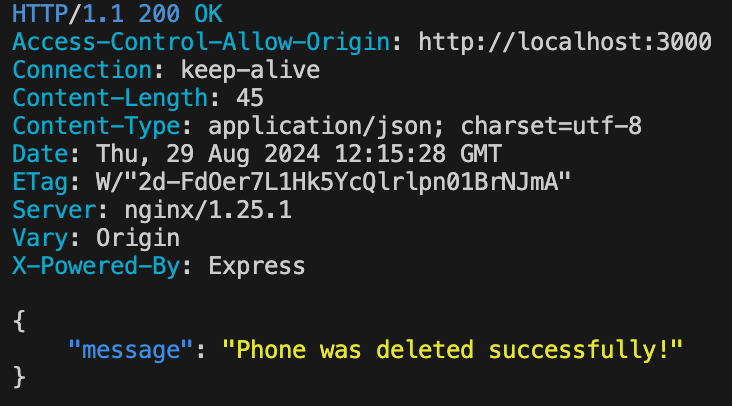 HTTP/1.1 200 OK
Access-Control-Allow-Origin: http://localhost:3000
Connection: keep-alive
Content-Length: 45
Content-Type: application/json; charset=utf-8
Date: Thu, 29 Aug 2024 12:15:28 GMT
ETag: W/"2d-FdOer7L1Hk5YcQlrlpn01BrNJmA"
Server: nginx/1.25.1
Vary: Origin
X-Powered-By: Express
{
    "message": "Phone was deleted successfully!"
}